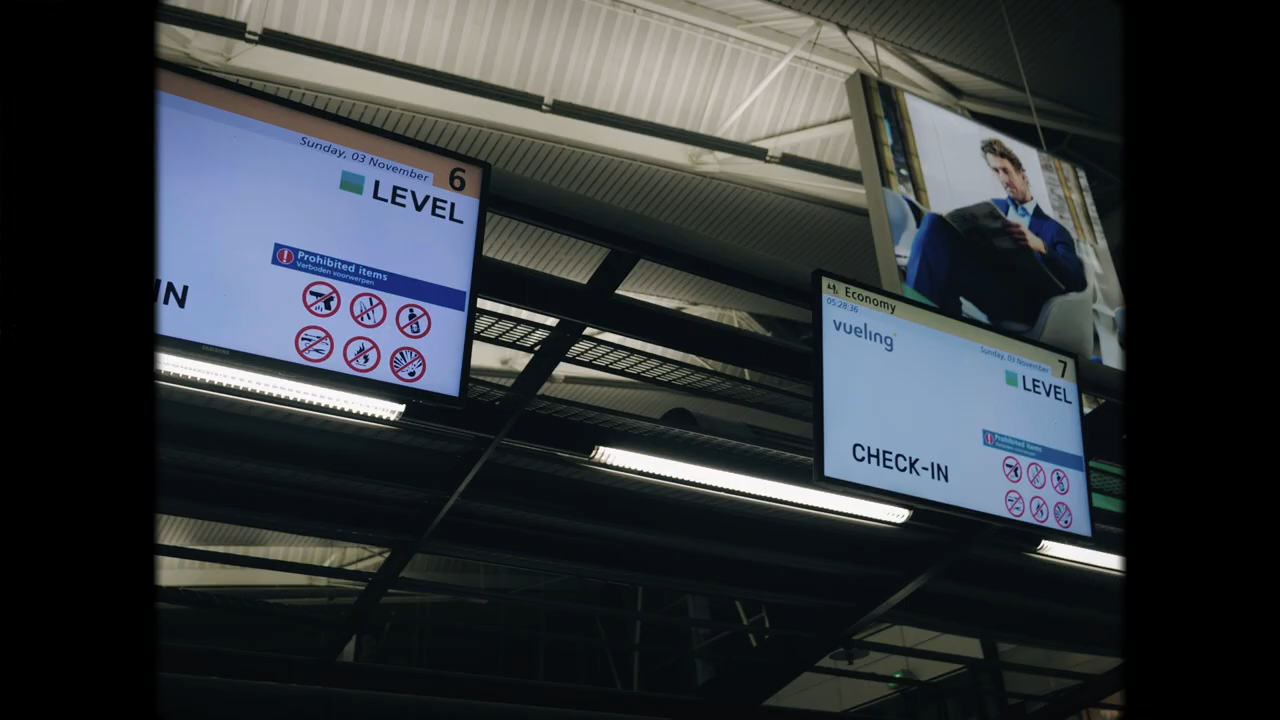 Sunday, 03 November
6
LEVEL
Prohibited items
Verboden voorwerpen
IN
SAMSUNG
Economy
05:28:36
vueling
Sunday, 03 November
7
LEVEL
Prohibited items
CHECK-IN